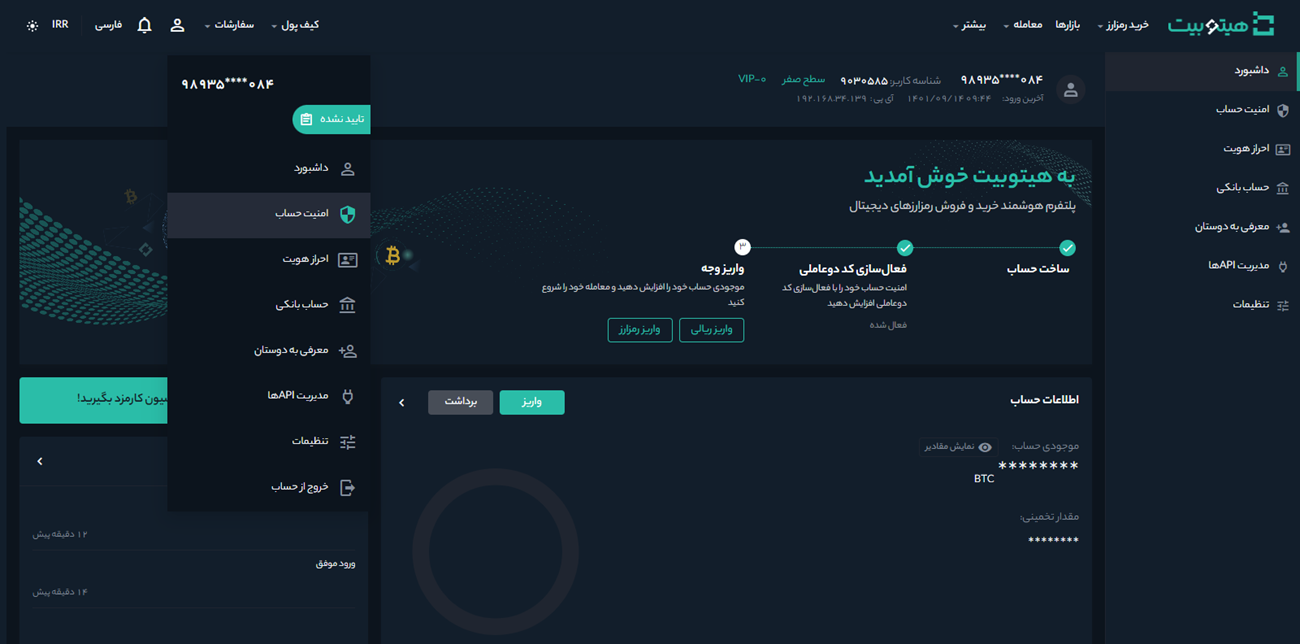 هیتوبیت
خرید رمزارز
بازارها
معامله
بیشتر
کیف پول
سفارشات
فارسی
IRR
داشبورد
امنیت حساب
احراز هویت
حساب بانکی
معرفی به دوستان
مدیریت APIها
تنظیمات
۹۸۹۳۵****۰۸۴
شناسه کاربر: ۹۰۳۰۵۸۵
سطح صفر
VIP-۰
آخرین ورود: ۱۴۰۱/۰۹/۱۴ ۰۹:۴۴
آی پی: ۱۹۲.۱۶۸.۳۴.۱۳۹
به هیتوبیت خوش آمدید
پلتفرم هوشمند خرید و فروش رمزارزهای دیجیتال
ساخت حساب
فعال‌سازی کد دوعاملی
امنیت حساب خود را با فعال‌سازی کد
دوعاملی افزایش دهید
فعال شده
۳
واریز وجه
موجودی حساب خود را افزایش دهید و معامله خود را شروع
کنید
واریز ریالی
واریز رمزارز
اطلاعات حساب
واریز
برداشت
موجودی حساب:
نمایش مقادیر
********
BTC
مقدار تخمینی:
********
۹۸۹۳۵****۰۸۴
تایید نشده
داشبورد
امنیت حساب
احراز هویت
حساب بانکی
معرفی به دوستان
مدیریت APIها
تنظیمات
خروج از حساب
کارمزد بگیرید!
۱۲ دقیقه پیش
ورود موفق
۱۴ دقیقه پیش